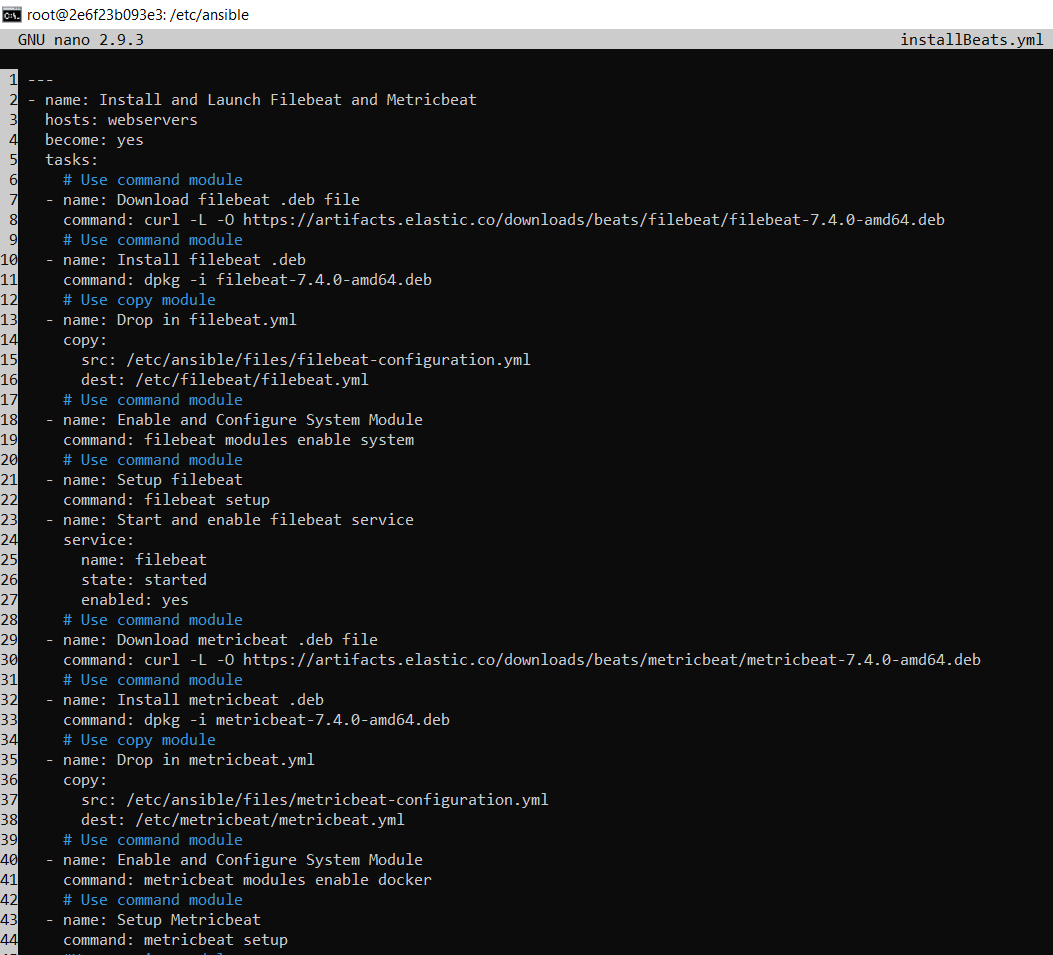 root@2e6f23b093e3: /etc/ansible
GNU nano 2.9.3 installBeats.yml
1 ---
2 - name: Install and Launch Filebeat and Metricbeat
3 hosts: webservers
4 become: yes
5 tasks:
6 # Use command module
7 - name: Download filebeat .deb file
8 command: curl -L -O https://artifacts.elastic.co/downloads/beats/filebeat/filebeat-7.4.0-amd64.deb
9 # Use command module
10 - name: Install filebeat .deb
11 command: dpkg -i filebeat-7.4.0-amd64.deb
12 # Use copy module
13 - name: Drop in filebeat.yml
14 copy:
15 src: /etc/ansible/files/filebeat-configuration.yml
16 dest: /etc/filebeat/filebeat.yml
17 # Use command module
18 - name: Enable and Configure System Module
19 command: filebeat modules enable system
20 # Use command module
21 - name: Setup filebeat
22 command: filebeat setup
23 - name: Start and enable filebeat service
24 service:
25 name: filebeat
26 state: started
27 enabled: yes
28 # Use command module
29 - name: Download metricbeat .deb file
30 command: curl -L -O https://artifacts.elastic.co/downloads/beats/metricbeat/metricbeat-7.4.0-amd64.deb
31 # Use command module
32 - name: Install metricbeat .deb
33 command: dpkg -i metricbeat-7.4.0-amd64.deb
34 # Use copy module
35 - name: Drop in metricbeat.yml
36 copy:
37 src: /etc/ansible/files/metricbeat-configuration.yml
38 dest: /etc/metricbeat/metricbeat.yml
39 # Use command module
40 - name: Enable and Configure System Module
41 command: metricbeat modules enable docker
42 # Use command module
43 - name: Setup Metricbeat
44 command: metricbeat setup